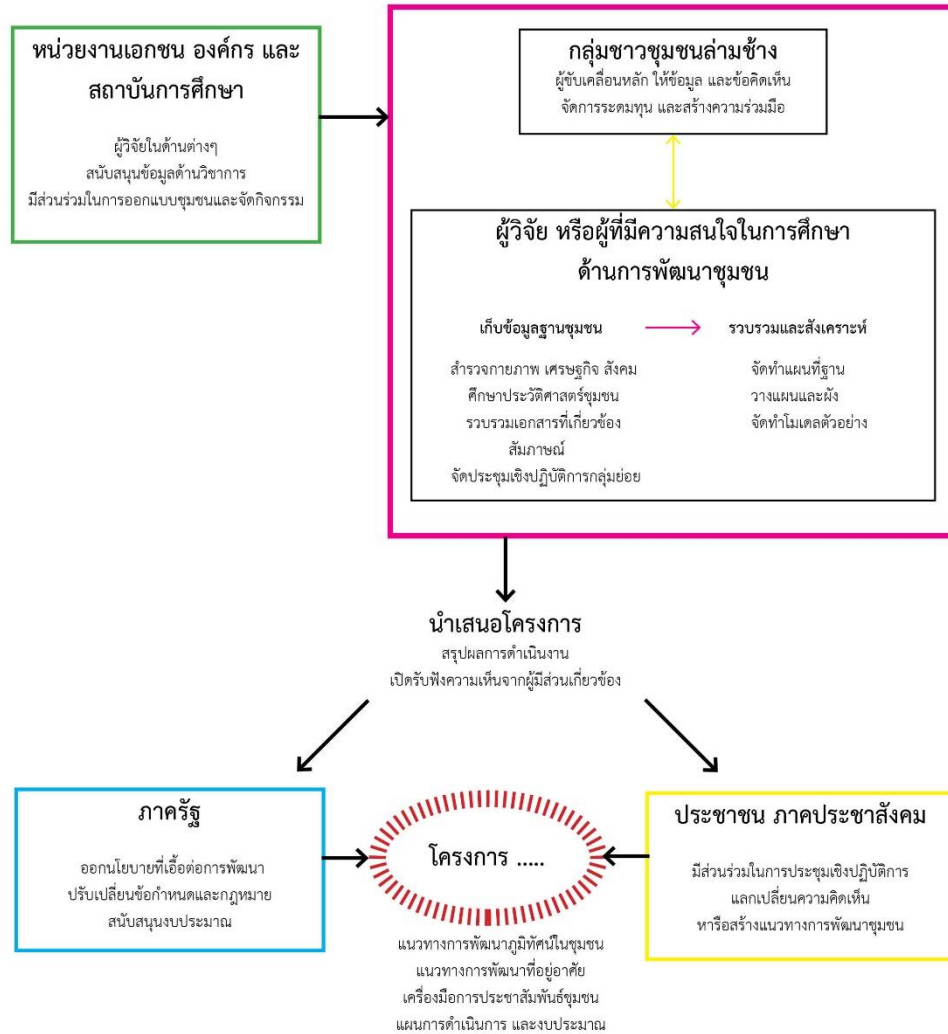 หน่วยงานเอกชน องค์กร และ
สถาบันการศึกษา
ผู้วิจัยในด้านต่างๆ
สนับสนุนข้อมูลด้านวิชาการ
มีส่วนร่วมในการออกแบบชุมชนและจัดกิจกรรม
กลุ่มชาวชุมชนล่ามช้าง
ผู้ขับเคลื่อนหลัก ให้ข้อมูล และข้อคิดเห็น
จัดการระดมทุน และสร้างความร่วมมือ
ผู้วิจัย หรือผู้ที่มีความสนใจในการศึกษา
ด้านการพัฒนาชุมชน
เก็บข้อมูลฐานชุมชน
สำรวจกายภาพ เศรษฐกิจ สังคม
ศึกษาประวัติศาสตร์ชุมชน
รวบรวมเอกสารที่เกี่ยวข้อง
สัมภาษณ์
จัดประชุมเชิงปฏิบัติการกลุ่มย่อย
รวบรวมและสังเคราะห์
จัดทำแผนที่ฐาน
วางแผนและผัง
จัดทำโมเดลตัวอย่าง
นำเสนอโครงการ
สรุปผลการดำเนินงาน
เปิดรับฟังความเห็นจากผู้มีส่วนเกี่ยวข้อง
ภาครัฐ
ออกนโยบายที่เอื้อต่อการพัฒนา
ปรับเปลี่ยนข้อกำหนดและกฎหมาย
สนับสนุนงบประมาณ
โครงการ .....
แนวทางการพัฒนาภูมิทัศน์ในชุมชน
แนวทางการพัฒนาที่อยู่อาศัย
เครื่องมือการประชาสัมพันธ์ชุมชน
แผนการดำเนินการ และงบประมาณ
ประชาชน ภาคประชาสังคม
มีส่วนร่วมในการประชุมเชิงปฏิบัติการ
แลกเปลี่ยนความคิดเห็น
หารือสร้างแนวทางการพัฒนาชุมชน